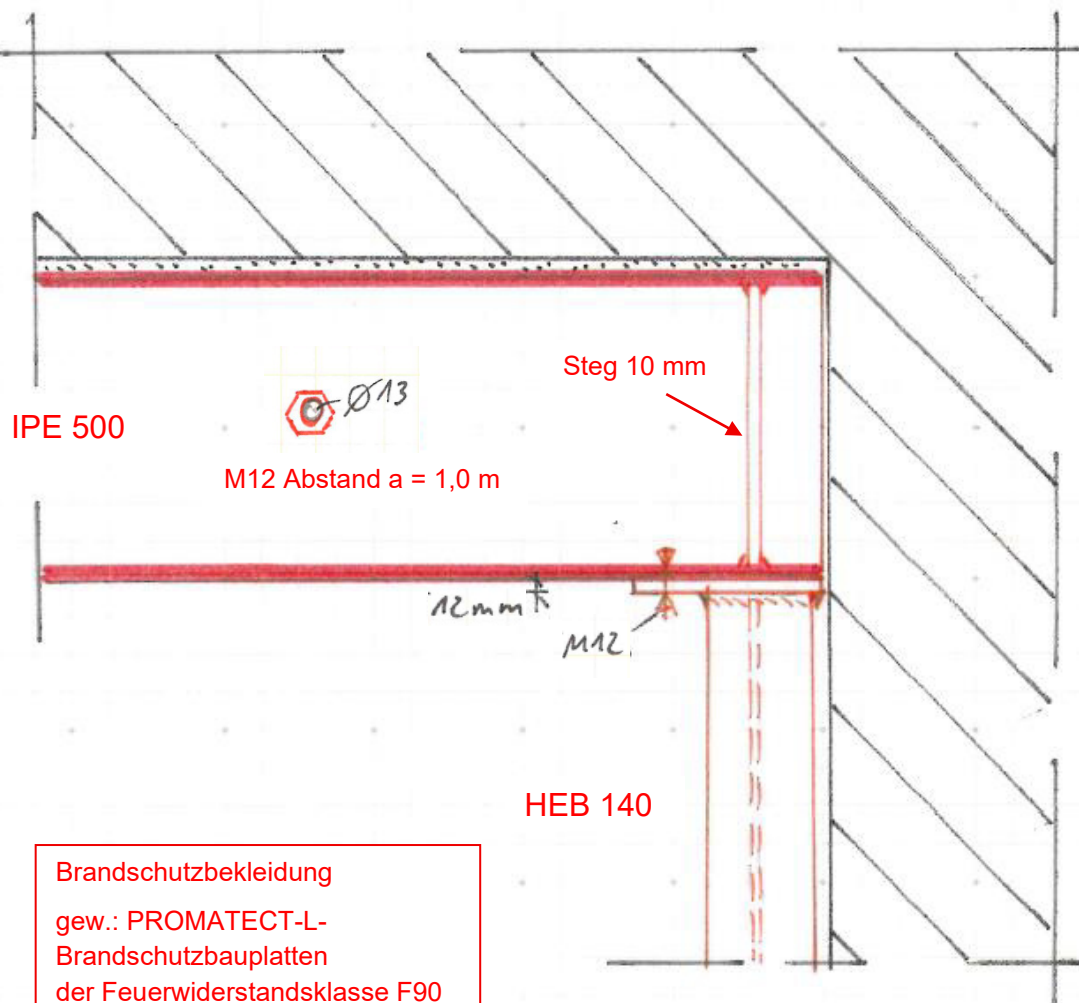 Steg 10 mm
Ø13
IPE 500
M12 Abstand a = 1,0 m
12mm
M12
HEB 140
Brandschutzbekleidung
gew.: PROMATECT-L-
Brandschutzbauplatten
der Feuerwiderstandsklasse F90